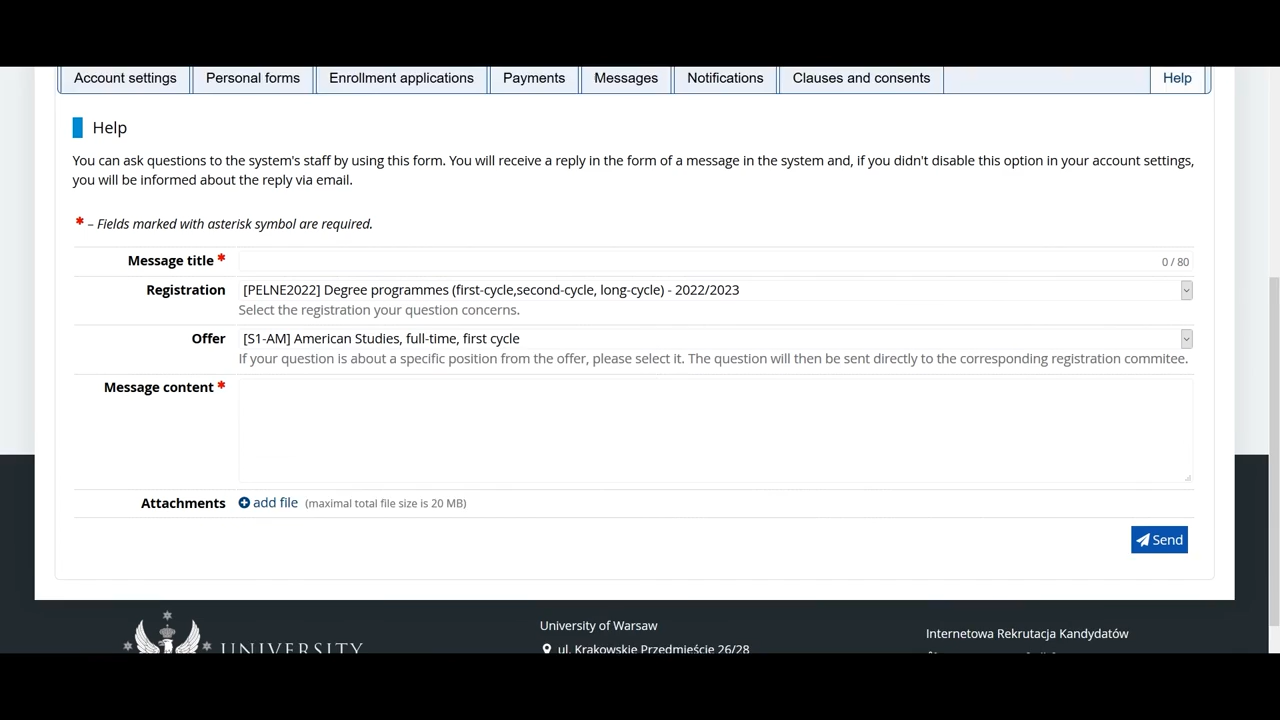 Account settings Personal forms Enrollment applications Payments Messages Notifications Clauses and consents Help
Help
You can ask questions to the system's staff by using this form. You will receive a reply in the form of a message in the system and, if you didn't disable this option in your account settings,
you will be informed about the reply via email.
* – Fields marked with asterisk symbol are required.
Message title * 0 / 80
Registration [PELNE2022] Degree programmes (first-cycle,second-cycle, long-cycle) - 2022/2023
Select the registration your question concerns.
Offer [S1-AM] American Studies, full-time, first cycle
If your question is about a specific position from the offer, please select it. The question will then be sent directly to the corresponding registration commitee.
Message content *
Attachments add file (maximal total file size is 20 MB)
Send
University of Warsaw
Internetowa Rekrutacja Kandydatów
UNIVERSITY
ul. Krakowskie Przedmieście 26/28